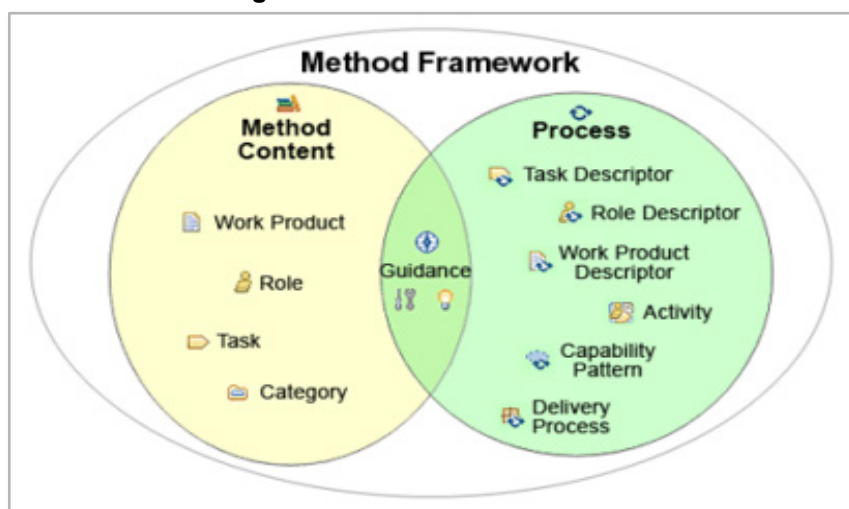 Method Framework
Method
Content
Work Product
Role
Task
Category
Guidance
Process
Task Descriptor
Role Descriptor
Work Product
Descriptor
Activity
Capability
Pattern
Delivery
Process